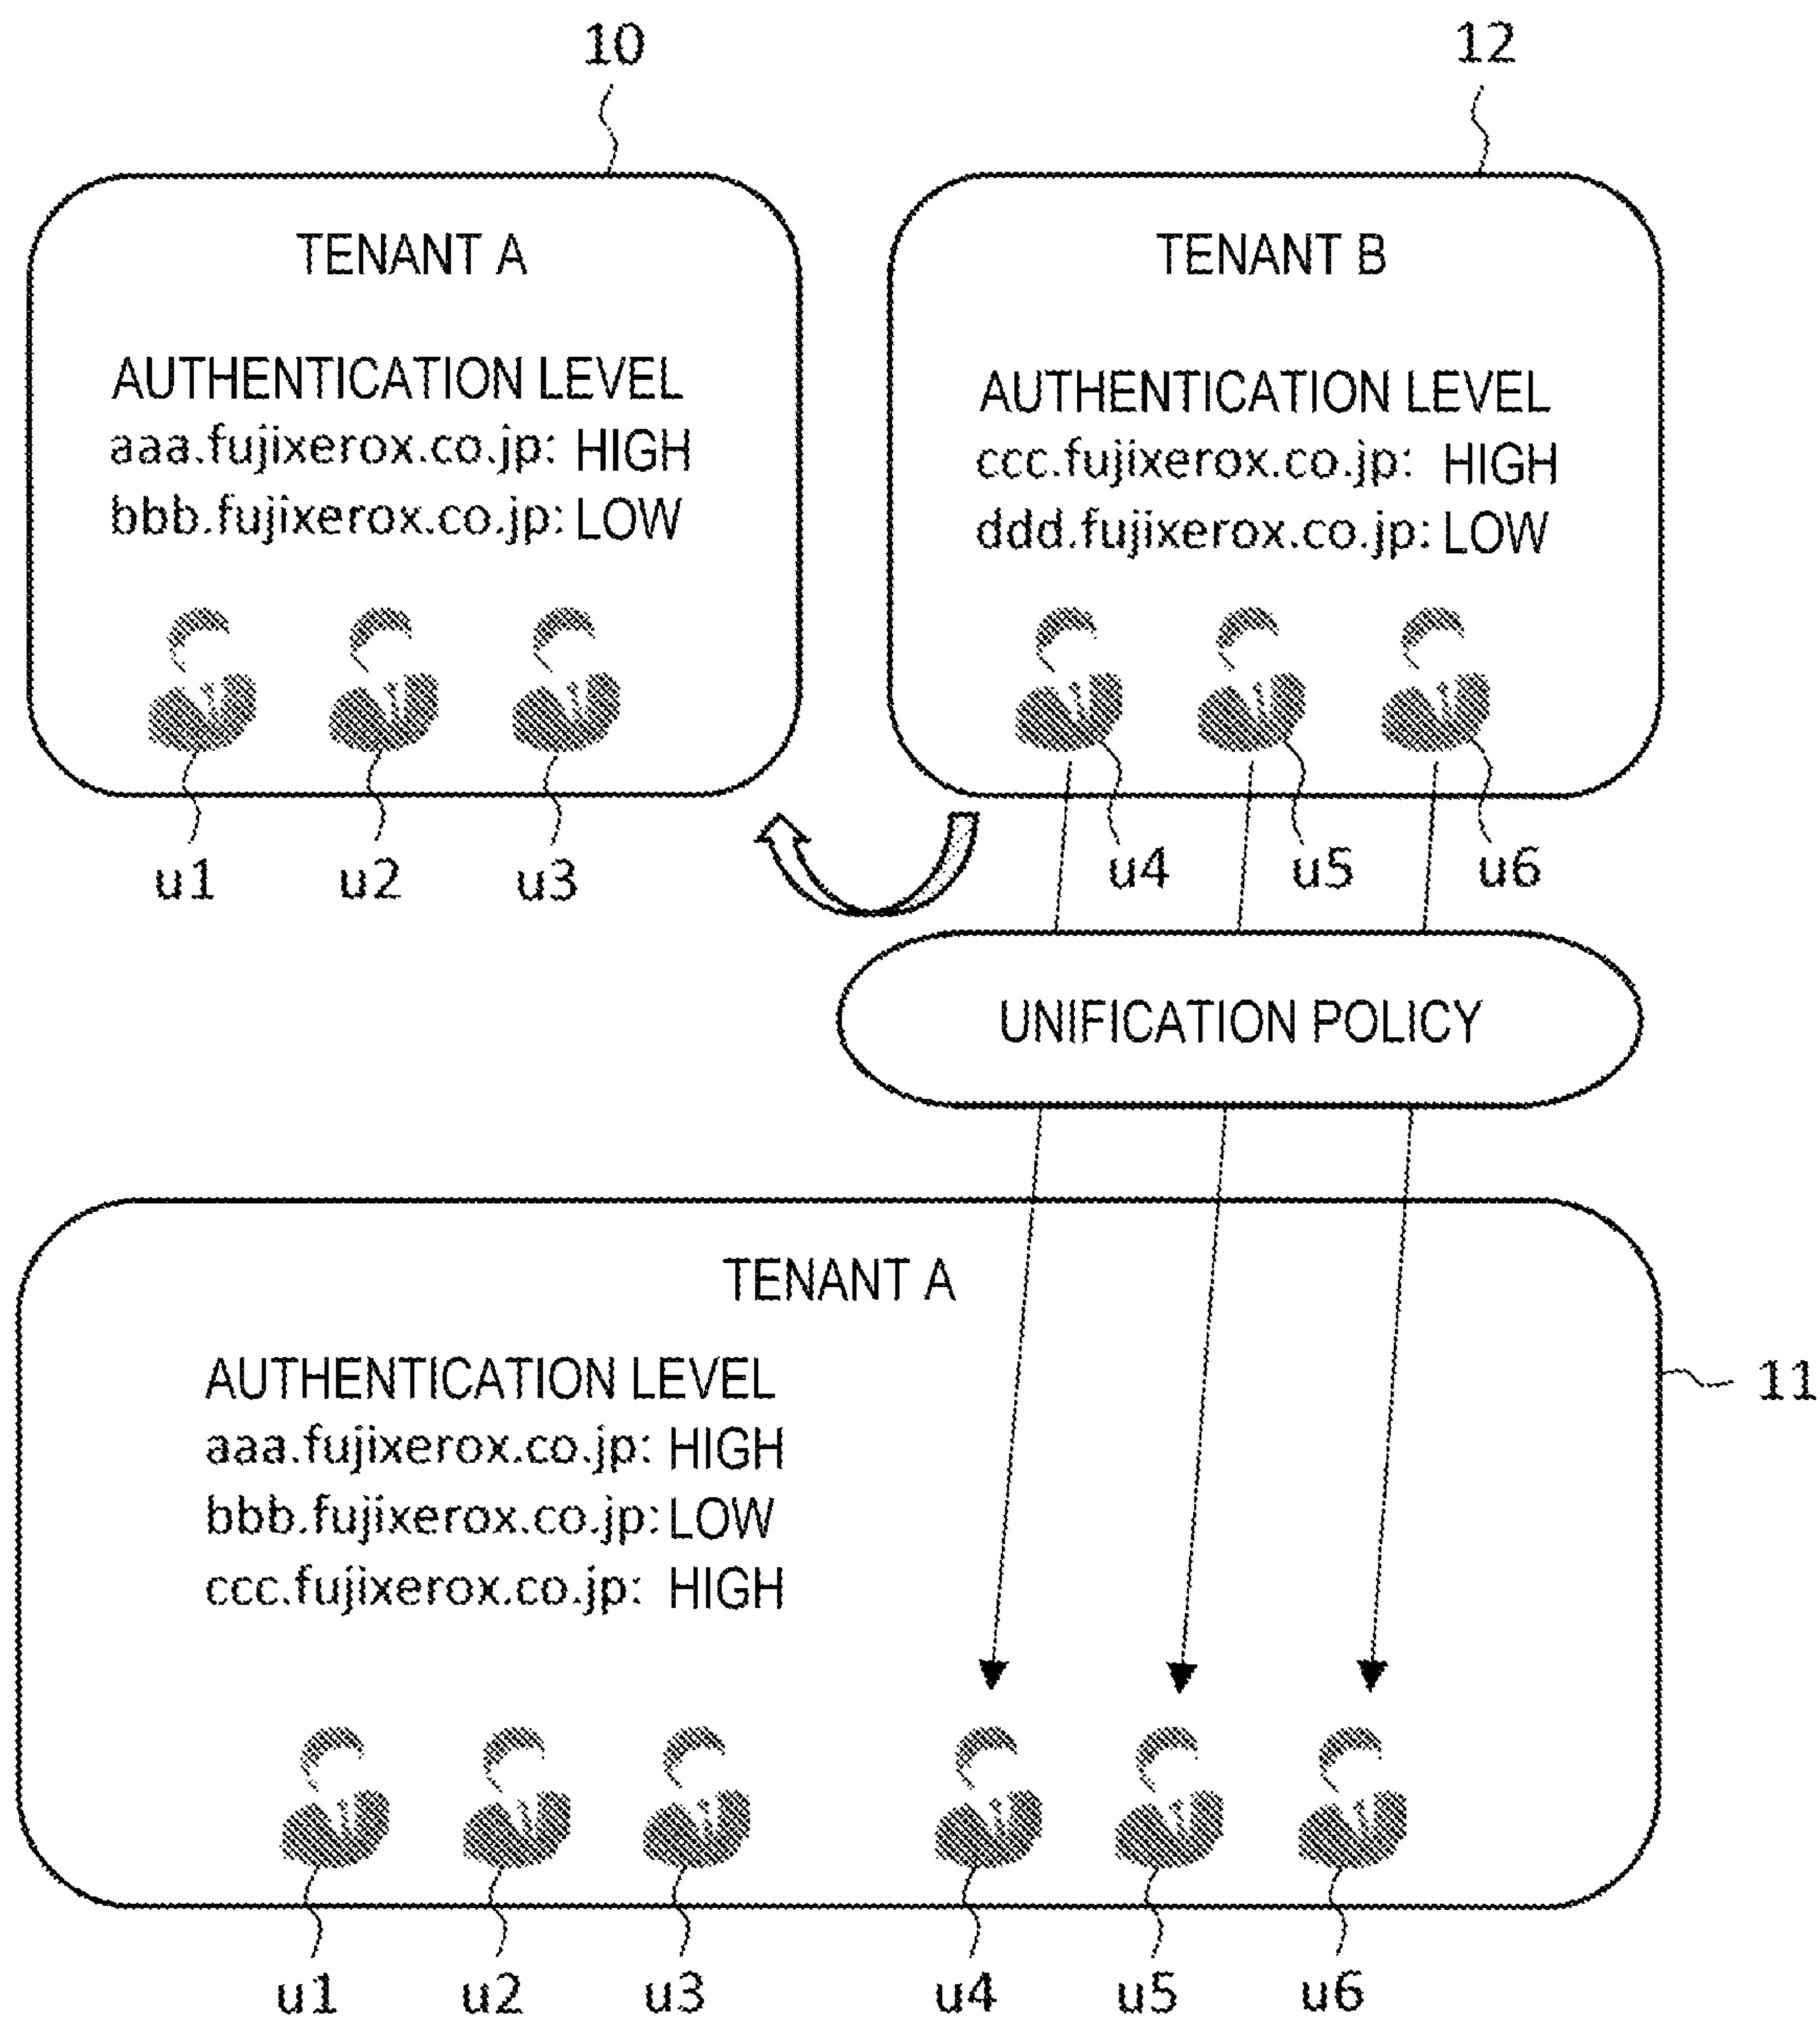 10
12
TENANT A
AUTHENTICATION LEVEL
aaa.fujixerox.co.jp: HIGH
bbb.fujixerox.co.jp: LOW
u1 u2 u3
TENANT B
AUTHENTICATION LEVEL
ccc.fujixerox.co.jp: HIGH
ddd.fujixerox.co.jp: LOW
u4 u5 u6
UNIFICATION POLICY
TENANT A
11
AUTHENTICATION LEVEL
aaa.fujixerox.co.jp: HIGH
bbb.fujixerox.co.jp: LOW
ccc.fujixerox.co.jp: HIGH
u1 u2 u3 u4 u5 u6